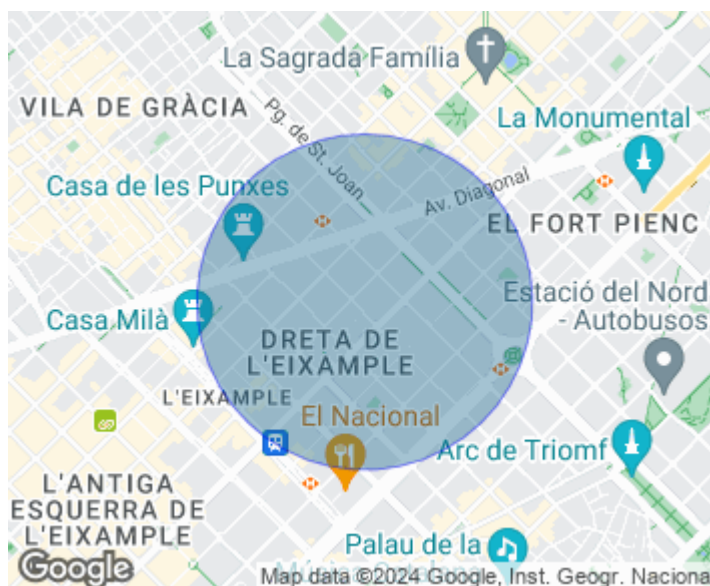 La Sagrada Família
VILA DE GRÀCIA
Pg. de St. Joan
La Monumental
Casa de les Punxes
Av. Diagonal
EL FORT PIENC
Estació del Nord
- Autobusos
Casa Milà
DRETA DE
L'EIXAMPLE
L'EIXAMPLE
El Nacional
Arc de Triomf
L'ANTIGA
ESQUERRA DE
L'EIXAMPLE
Palau de la
Google
Map data ©2024 Google, Inst. Geogr. Naciona